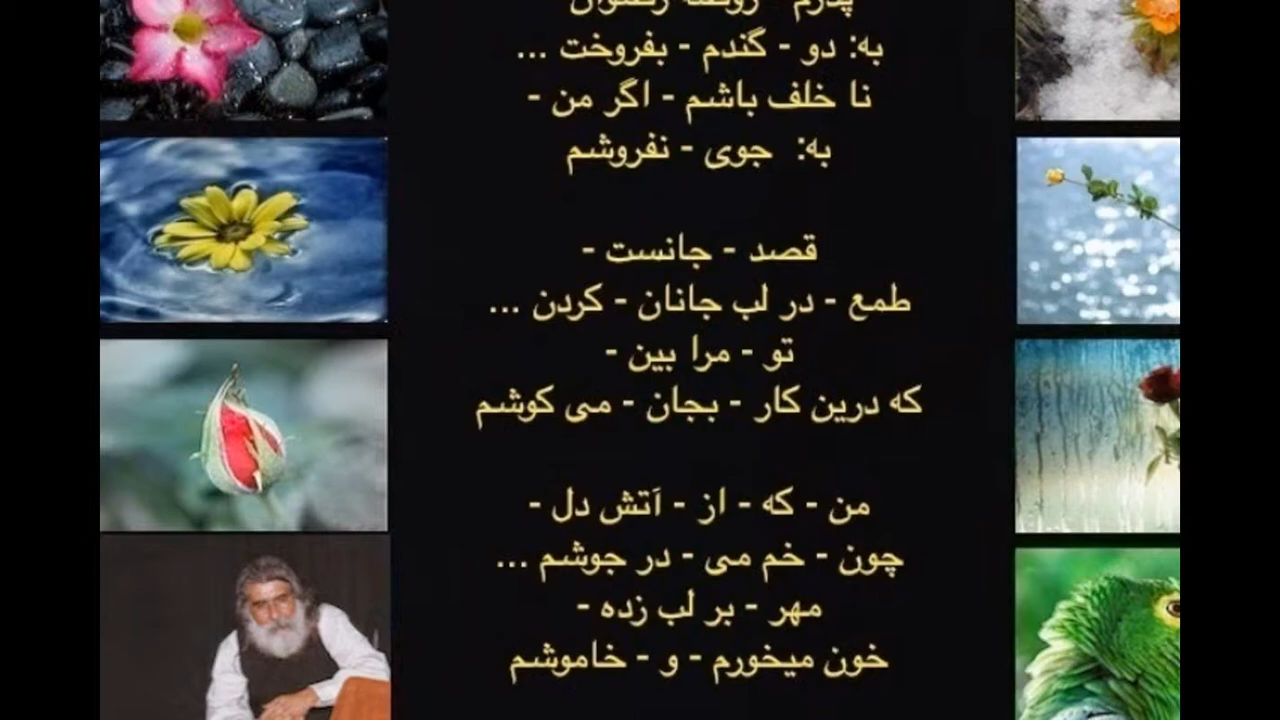 به: دو - گندم - بفروخت ...
نا خلف باشم - اگر من -
به: جوی - نفروشم
قصد - جانست -
طمع - در لب جانان - کردن ...
تو - مرا بین -
که درین کار - بجان - می کوشم
من - که - از - آتش دل -
چون - خم می - در جوشم ...
مهر - بر لب زده -
خون میخورم - و - خاموشم